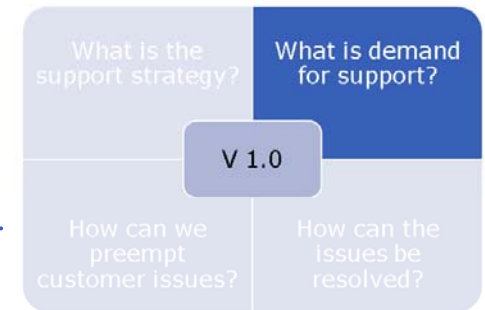 What is the
support strategy?
What is demand
for support?
V 1.0
How can we
preempt
customer issues?
How can the
issues be
resolved?